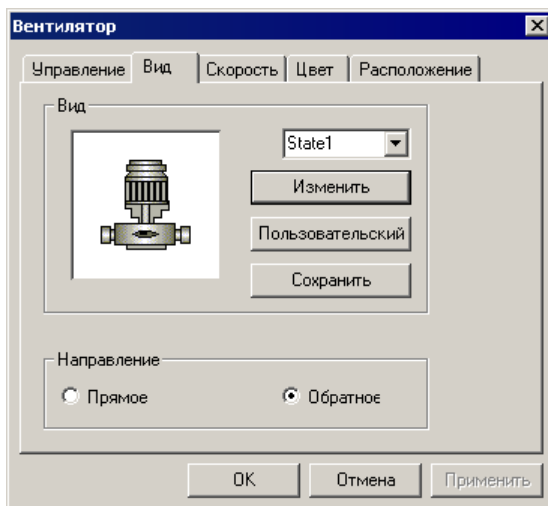 Вентилятор
Управление Вид Скорость Цвет Расположение
Вид
State1
Изменить
Пользовательский
Сохранить
Направление
Прямое Обратное
OK Отмена Применить